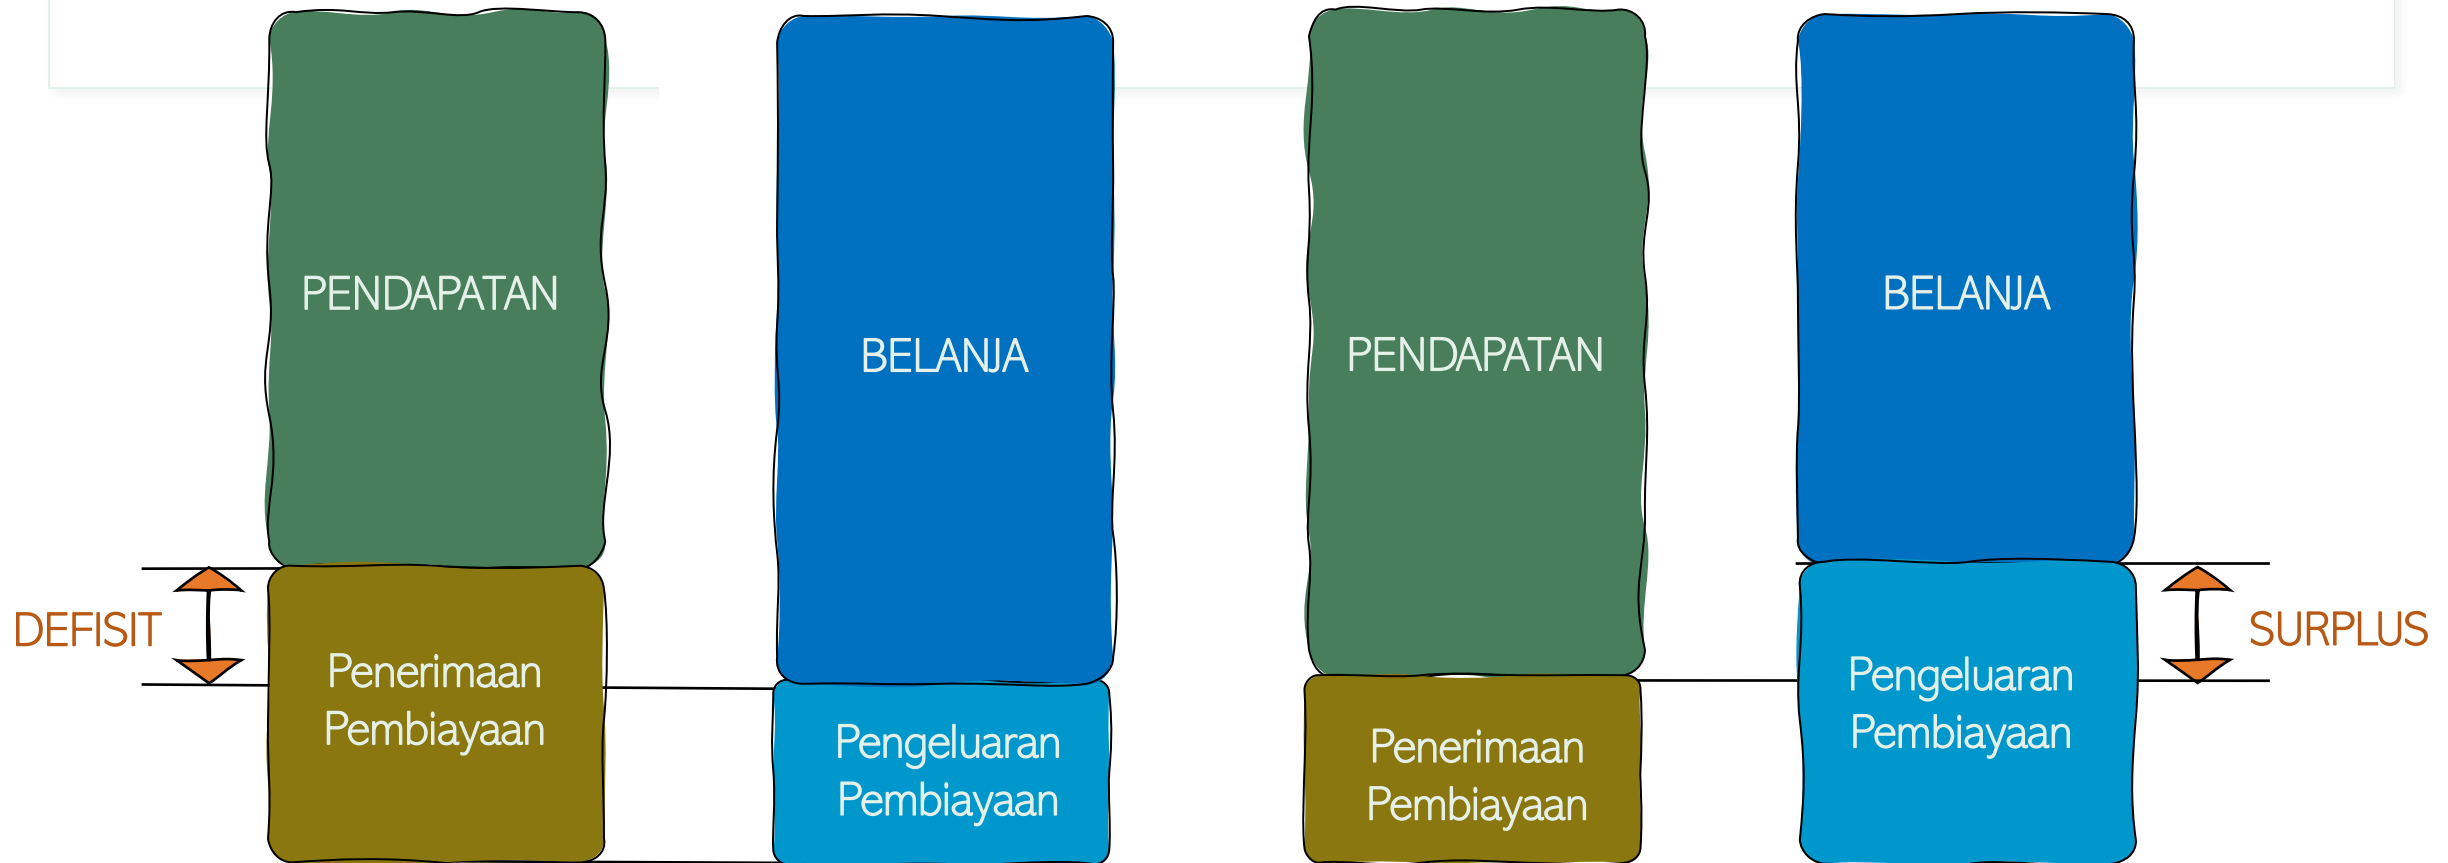 DEFISIT
PENDAPATAN
Penerimaan
Pembiayaan
BELANJA
Pengeluaran
Pembiayaan
PENDAPATAN
Penerimaan
Pembiayaan
BELANJA
Pengeluaran
Pembiayaan
SURPLUS